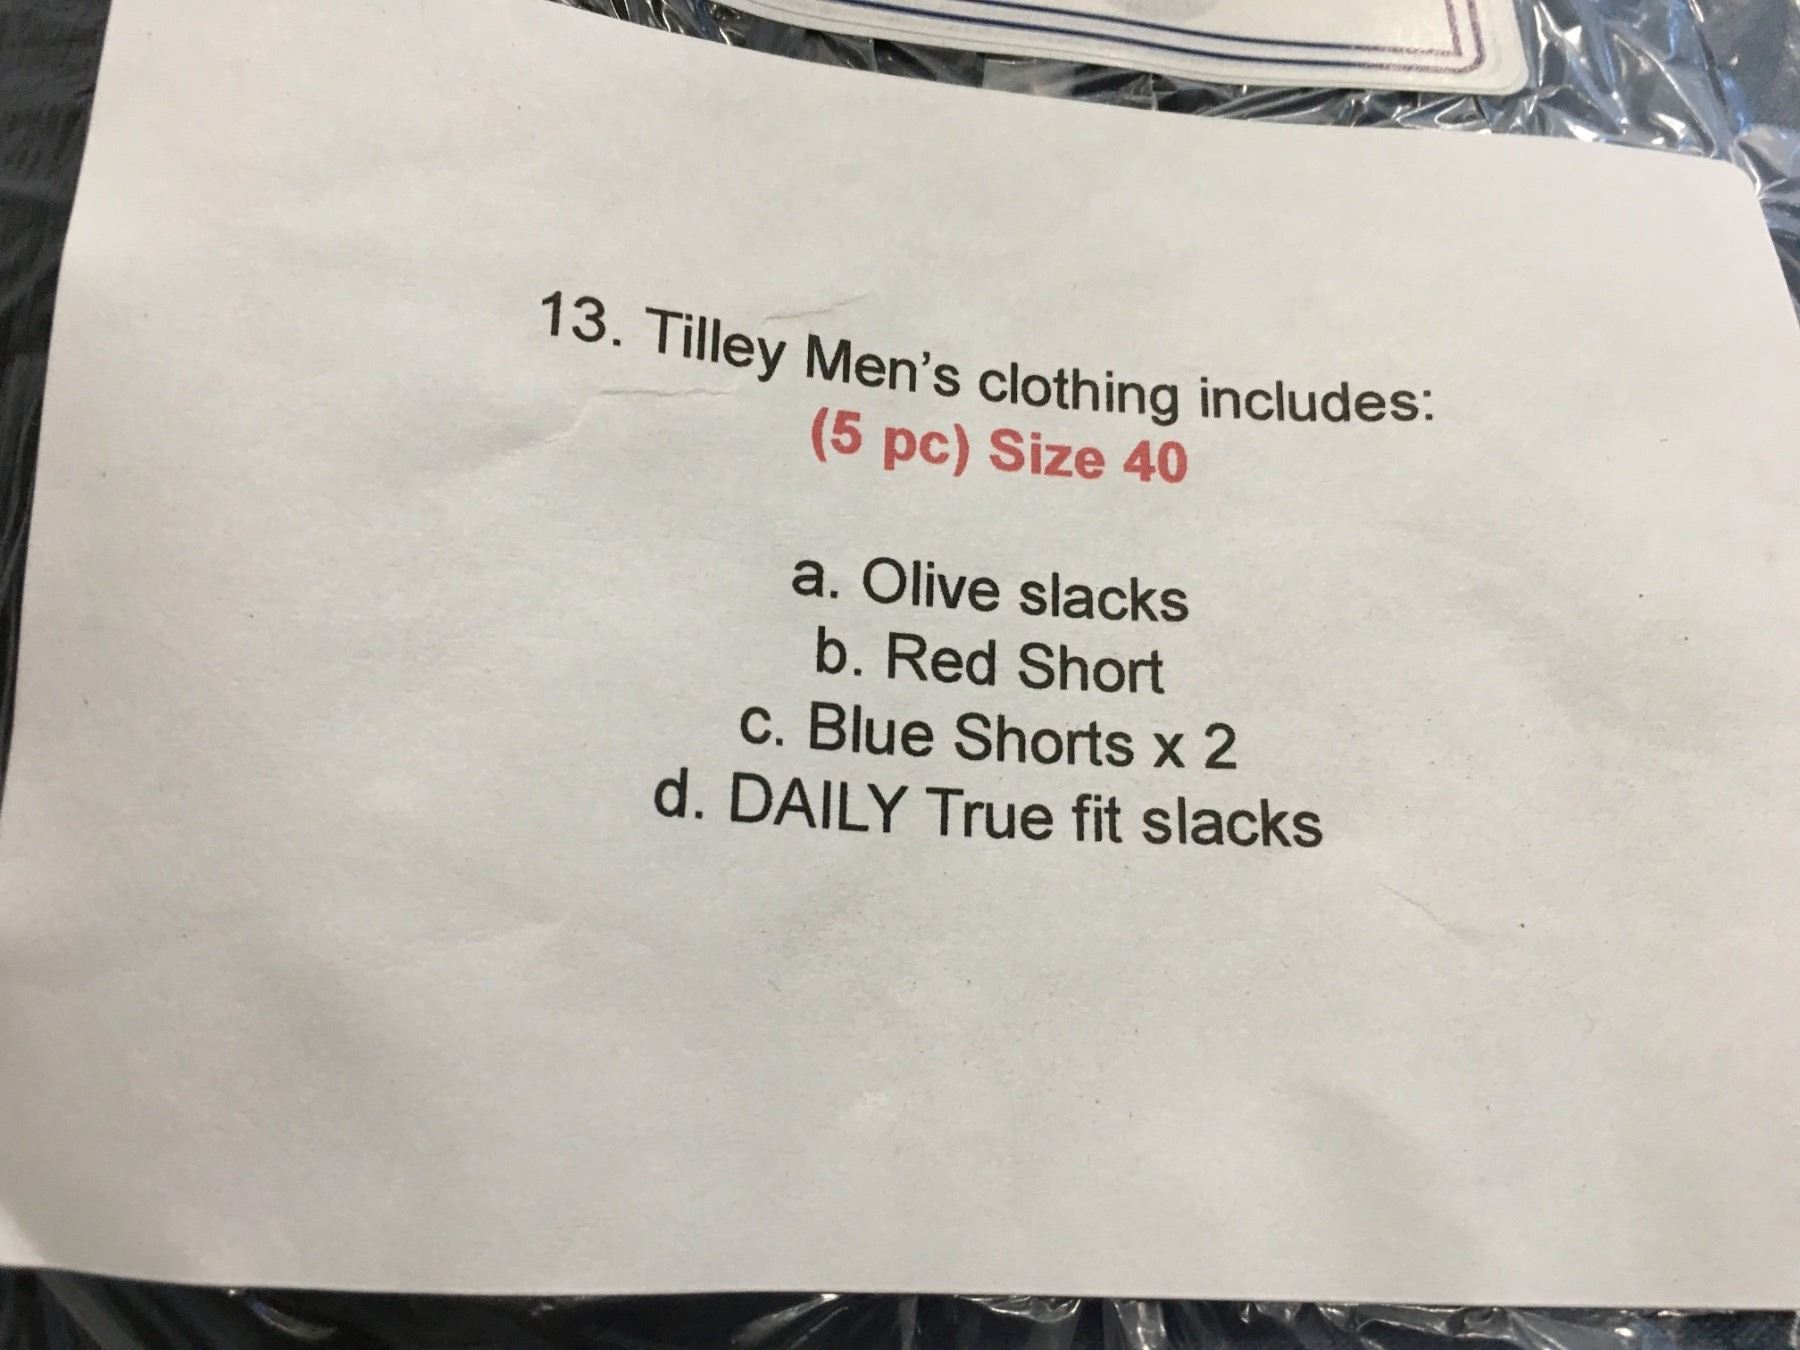 13. Tilley Men's clothing includes:
(5 pc) Size 40
a. Olive slacks
b. Red Short
c. Blue Shorts x 2
d. DAILY True fit slacks